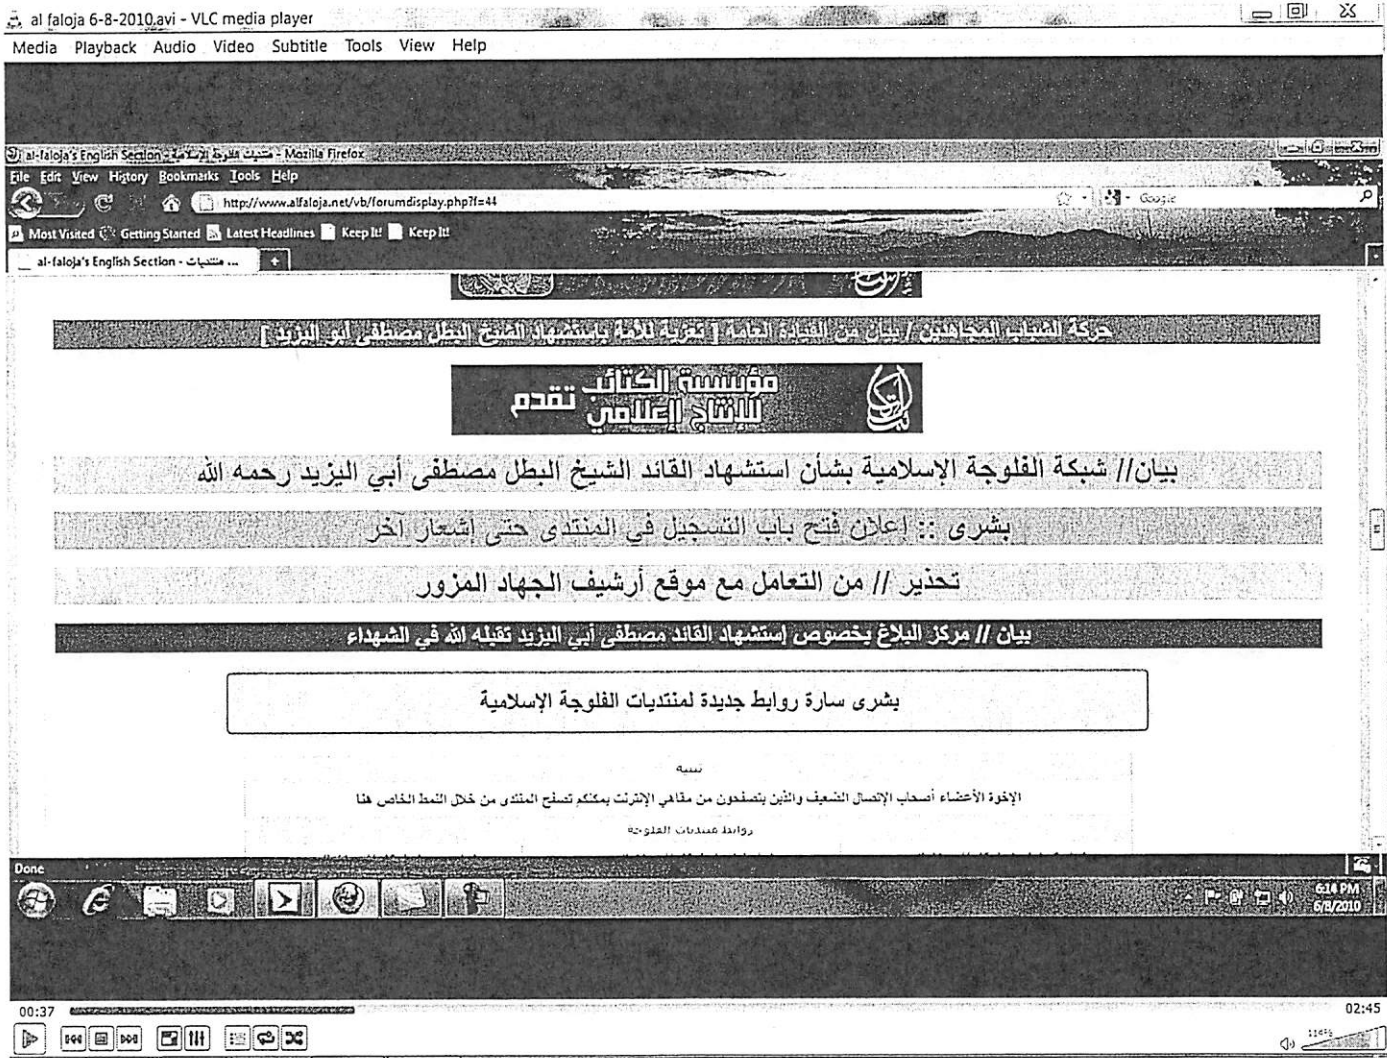 al faloja 6-8-2010.avi - VLC media player
Media Playback Audio Video Subtitle Tools View Help
al-faloja's English Section - منتديات الفلوجة الإسلامية - Mozilla Firefox
File Edit View History Bookmarks Tools Help
http://www.alfaloja.net/vb/forumdisplay.php?f=44
Google
Most Visited Getting Started Latest Headlines Keep It! Keep It!
al-faloja's English Section - منتديات ...
حركة الشباب المجاهدين / بيان من القيادة العامة [ تعزية للأمة باستشهاد الشيخ البطل مصطفى أبو اليزيد ]
مؤسسة الكتائب
للإنتاج الإعلامي
تقدم
بيان// شبكة الفلوجة الإسلامية بشأن استشهاد القائد الشيخ البطل مصطفى أبي اليزيد رحمه الله
بشرى :: إعلان فتح باب التسجيل في المنتدى حتى إشعار آخر
تحذير // من التعامل مع موقع أرشيف الجهاد المزور
بيان // مركز البلاغ بخصوص إستشهاد القائد مصطفى أبي اليزيد تقبله الله في الشهداء
بشرى سارة روابط جديدة لمنتديات الفلوجة الإسلامية
تنبيه
الإخوة الأعضاء أصحاب الإتصال الضعيف والذين يتصفحون من مقاهي الإنترنت يمكنكم تصفح المنتدى من خلال النمط الخاص هنا
روابط منتديات الفلوجة
Done
6:14 PM
6/8/2010
00:37
02:45
114%